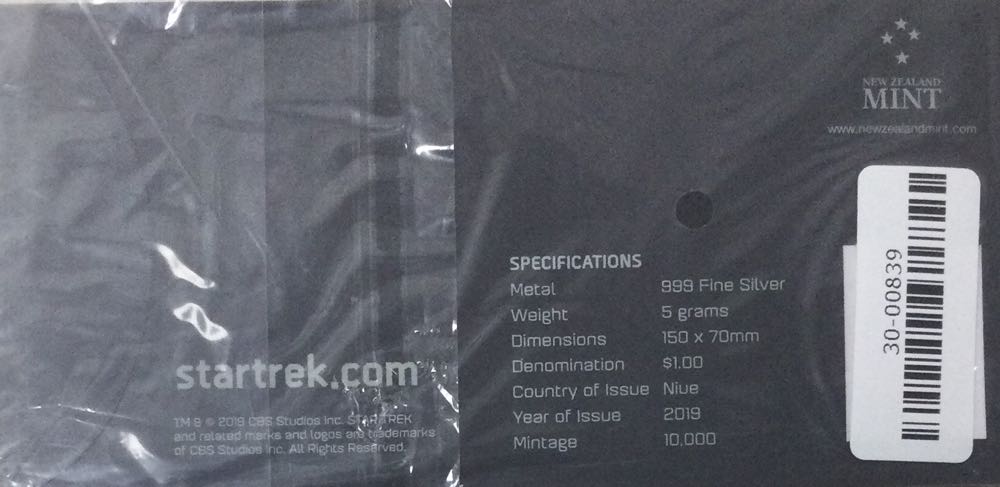 NEW ZEALAND
MINT
www.newzealandmint.com
30-00839
SPECIFICATIONS
Metal 999 Fine Silver
Weight 5 grams
Dimensions 150 x 70mm
Denomination $1.00
Country of Issue Niue
Year of Issue 2019
Mintage 10,000
startrek.com
TM & © 2019 CBS Studios Inc. STAR TREK
and related marks and logos are trademarks
of CBS Studios Inc. All Rights Reserved.